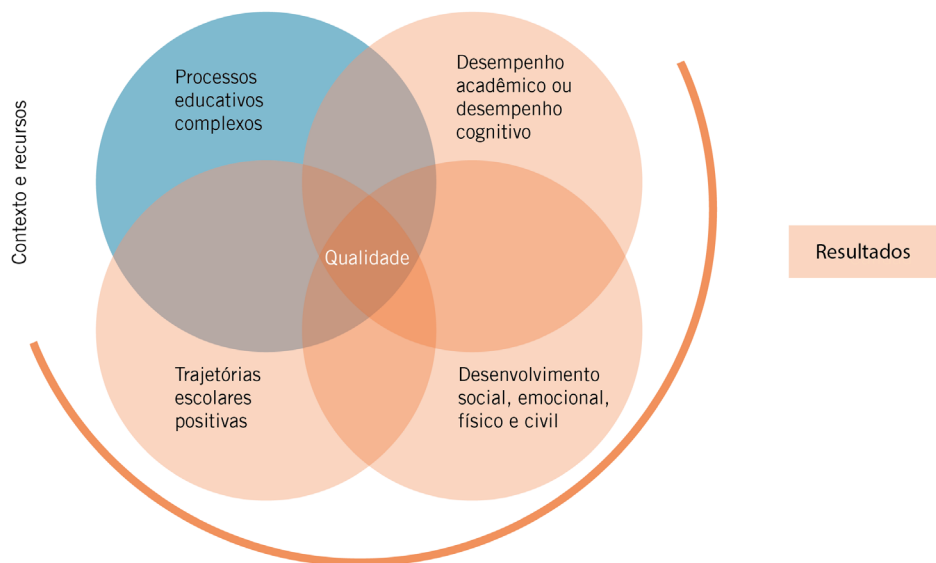 Contexto e recursos
Processos
educativos
complexos
Desempenho
acadêmico ou
desempenho
cognitivo
Qualidade
Resultados
Trajetórias
escolares
positivas
Desenvolvimento
social, emocional,
físico e civil